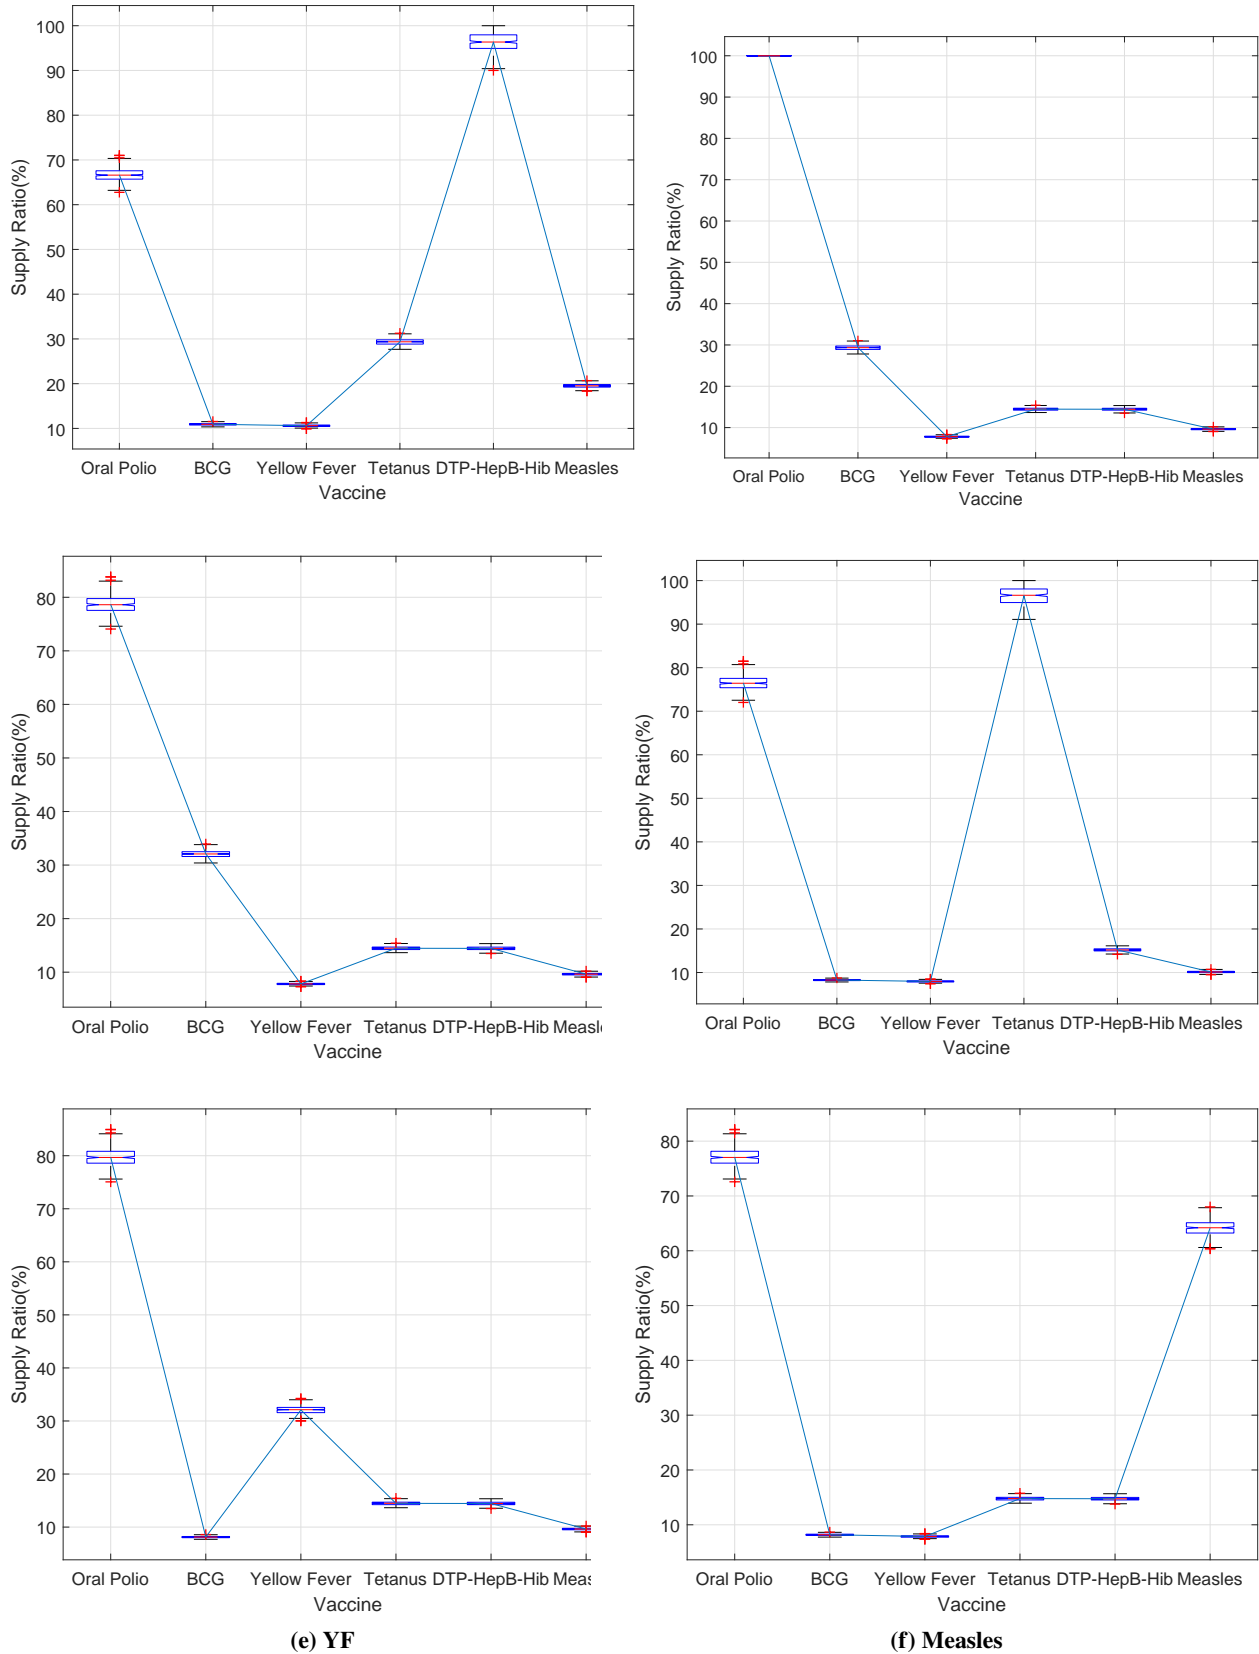 100
90
80
70
60
50
40
30
20
10
Supply Ratio(%)
Oral Polio BCG Yellow Fever Tetanus DTP-HepB-Hib Measles
Vaccine
100
90
80
70
60
50
40
30
20
10
Supply Ratio(%)
Oral Polio BCG Yellow Fever Tetanus DTP-HepB-Hib Measles
Vaccine
80
70
60
50
40
30
20
10
Supply Ratio(%)
Oral Polio BCG Yellow Fever Tetanus DTP-HepB-Hib Measl
Vaccine
100
90
80
70
60
50
40
30
20
10
Supply Ratio(%)
Oral Polio BCG Yellow Fever Tetanus DTP-HepB-Hib Measles
Vaccine
80
70
60
50
40
30
20
10
Supply Ratio(%)
Oral Polio BCG Yellow Fever Tetanus DTP-HepB-Hib Meas
Vaccine
(e) YF
80
70
60
50
40
30
20
10
Supply Ratio(%)
Oral Polio BCG Yellow Fever Tetanus DTP-HepB-Hib Measles
Vaccine
(f) Measles